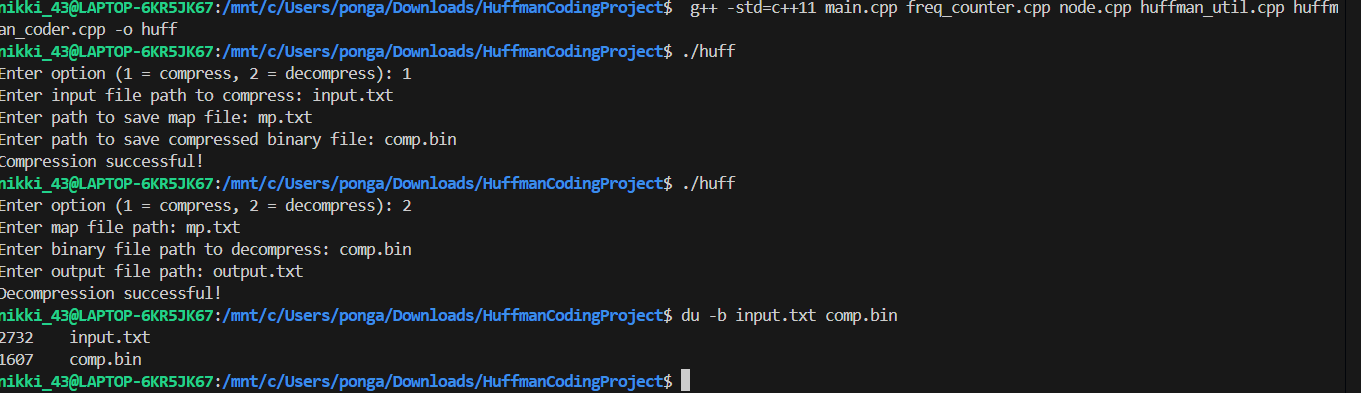 nikki_43@LAPTOP-6KR5JK67:/mnt/c/Users/ponga/Downloads/HuffmanCodingProject$  g++ -std=c++11 main.cpp freq_counter.cpp node.cpp huffman_util.cpp huffm
an_coder.cpp -o huff
nikki_43@LAPTOP-6KR5JK67:/mnt/c/Users/ponga/Downloads/HuffmanCodingProject$ ./huff
Enter option (1 = compress, 2 = decompress): 1
Enter input file path to compress: input.txt
Enter path to save map file: mp.txt
Enter path to save compressed binary file: comp.bin
Compression successful!
nikki_43@LAPTOP-6KR5JK67:/mnt/c/Users/ponga/Downloads/HuffmanCodingProject$ ./huff
Enter option (1 = compress, 2 = decompress): 2
Enter map file path: mp.txt
Enter binary file path to decompress: comp.bin
Enter output file path: output.txt
Decompression successful!
nikki_43@LAPTOP-6KR5JK67:/mnt/c/Users/ponga/Downloads/HuffmanCodingProject$ du -b input.txt comp.bin
2732    input.txt
1607    comp.bin
nikki_43@LAPTOP-6KR5JK67:/mnt/c/Users/ponga/Downloads/HuffmanCodingProject$